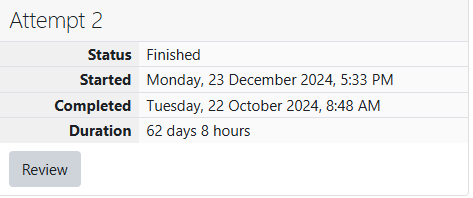 Attempt 2
Status Finished
Started Monday, 23 December 2024, 5:33 PM
Completed Tuesday, 22 October 2024, 8:48 AM
Duration 62 days 8 hours
Review